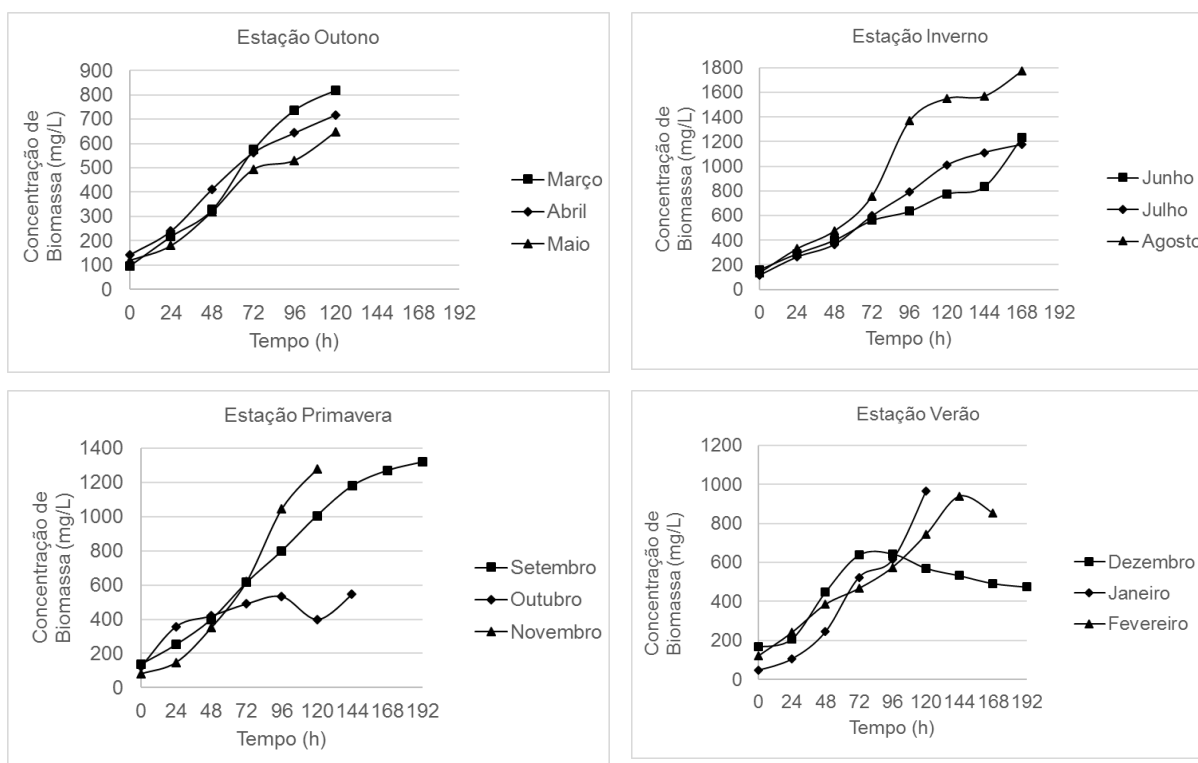 Estação Outono
Concentração de
Biomassa (mg/L)
900
800
700
600
500
400
300
200
100
0
0 24 48 72 96 120 144 168 192
Tempo (h)
Março
Abril
Maio
Estação Inverno
Concentração de
Biomassa (mg/L)
1800
1600
1400
1200
1000
800
600
400
200
0
0 24 48 72 96 120 144 168 192
Tempo (h)
Junho
Julho
Agosto
Estação Primavera
Concentração de
Biomassa (mg/L)
1400
1200
1000
800
600
400
200
0
0 24 48 72 96 120 144 168 192
Tempo (h)
Setembro
Outubro
Novembro
Estação Verão
Concentração de
Biomassa (mg/L)
1200
1000
800
600
400
200
0
0 24 48 72 96 120 144 168 192
Tempo (h)
Dezembro
Janeiro
Fevereiro